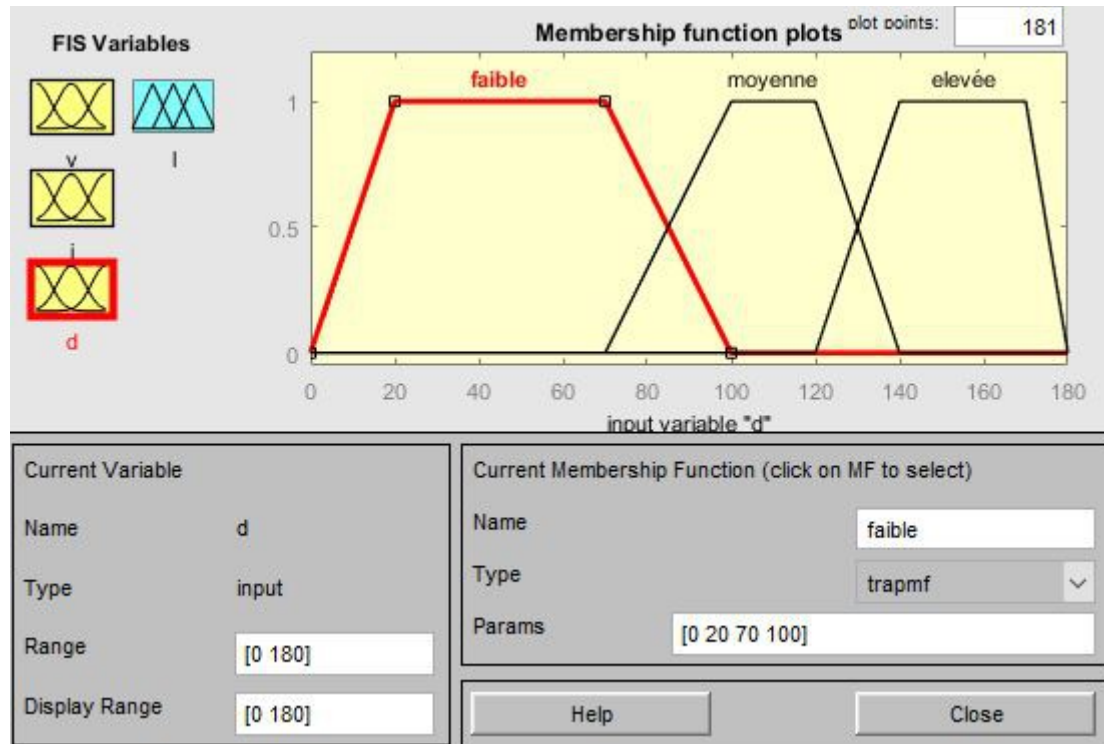 FIS Variables
Membership function plots
plot points:
181
v
l
i
d
faible
moyenne
elevée
1
0.5
0
0 20 40 60 80 100 120 140 160 180
input variable "d"
Current Variable
Name d
Type input
Range [0 180]
Display Range [0 180]
Current Membership Function (click on MF to select)
Name faible
Type trapmf
Params [0 20 70 100]
Help
Close